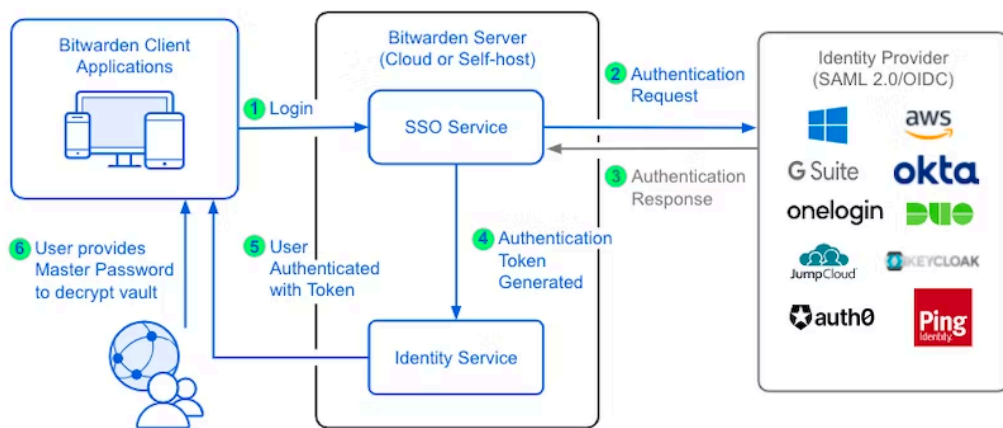 Bitwarden Client
Applications
1 Login
Bitwarden Server
(Cloud or Self-host)
SSO Service
2 Authentication
Request
3 Authentication
Response
4 Authentication
Token
Generated
Identity Service
5 User
Authenticated
with Token
6 User provides
Master Password
to decrypt vault
Identity Provider
(SAML 2.0/OIDC)
aws
G Suite
okta
onelogin
DUO
JumpCloud
KEYCLOAK
auth0
Ping
Identity.